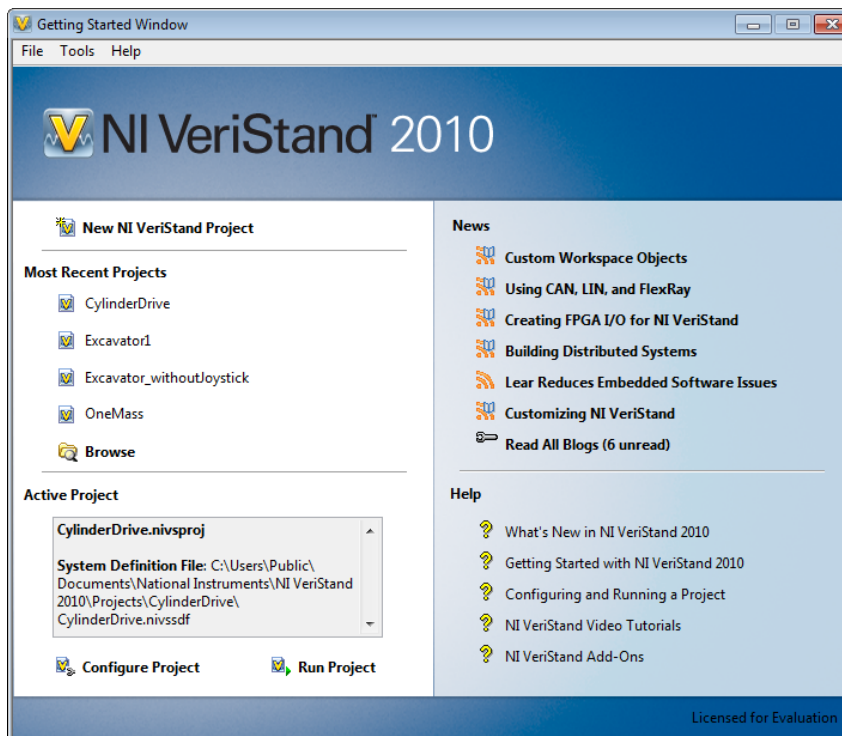 Getting Started Window
File Tools Help
NI VeriStand™ 2010
New NI VeriStand Project
Most Recent Projects
CylinderDrive
Excavator1
Excavator_withoutJoystick
OneMass
Browse
Active Project
CylinderDrive.nivsproj
System Definition File: C:\Users\Public\
Documents\National Instruments\NI VeriStand
2010\Projects\CylinderDrive\
CylinderDrive.nivssdf
Configure Project
Run Project
News
Custom Workspace Objects
Using CAN, LIN, and FlexRay
Creating FPGA I/O for NI VeriStand
Building Distributed Systems
Lear Reduces Embedded Software Issues
Customizing NI VeriStand
Read All Blogs (6 unread)
Help
What's New in NI VeriStand 2010
Getting Started with NI VeriStand 2010
Configuring and Running a Project
NI VeriStand Video Tutorials
NI VeriStand Add-Ons
Licensed for Evaluation